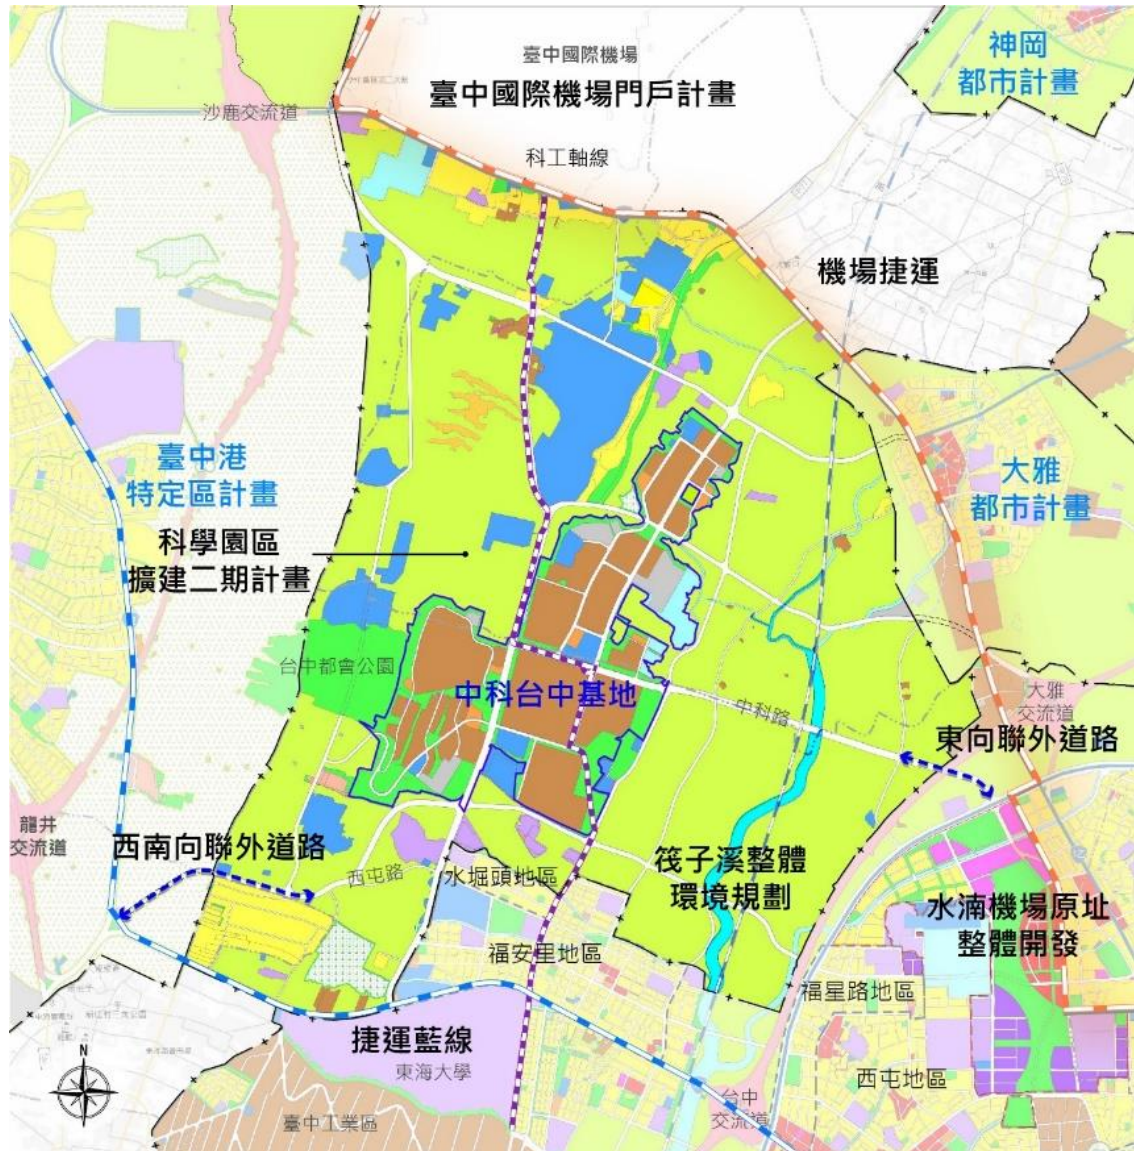 臺中國際機場
臺中國際機場門戶計畫
神岡
都市計畫
沙鹿交流道
科工軸線
機場捷運
臺中港
特定區計畫
大雅
都市計畫
科學園區
擴建二期計畫
台中都會公園
中科台中基地
中科路
大雅
交流道
東向聯外道路
龍井
交流道
西南向聯外道路
西屯路
水堀頭地區
筏子溪整體
環境規劃
水湳機場原址
整體開發
福安里地區
福星路地區
捷運藍線
東海大學
西屯地區
N
臺中工業區
台中
交流道